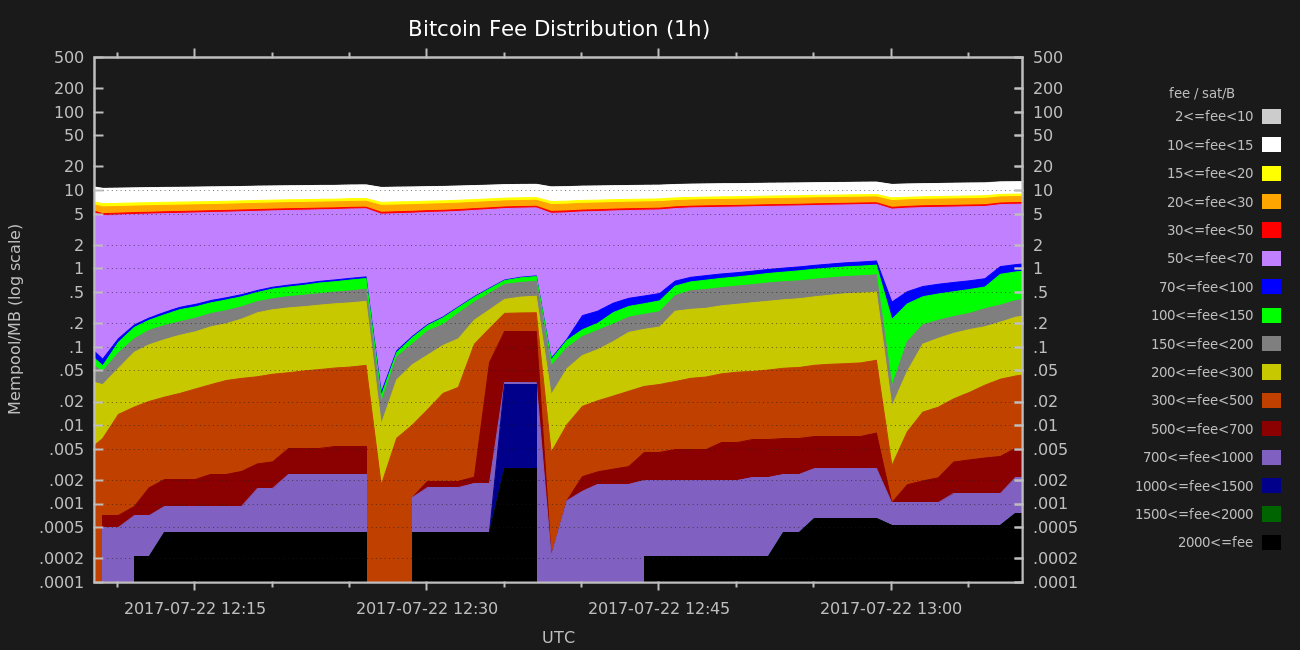 Bitcoin Fee Distribution (1h)
500
200
100
50
20
10
5
2
1
.5
.2
.1
.05
.02
.01
.005
.002
.001
.0005
.0002
.0001
Mempool/MB (log scale)
500
200
100
50
20
10
5
2
1
.5
.2
.1
.05
.02
.01
.005
.002
.001
.0005
.0002
.0001
2017-07-22 12:15
2017-07-22 12:30
2017-07-22 12:45
2017-07-22 13:00
UTC
fee / sat/B
2<=fee<10
10<=fee<15
15<=fee<20
20<=fee<30
30<=fee<50
50<=fee<70
70<=fee<100
100<=fee<150
150<=fee<200
200<=fee<300
300<=fee<500
500<=fee<700
700<=fee<1000
1000<=fee<1500
1500<=fee<2000
2000<=fee